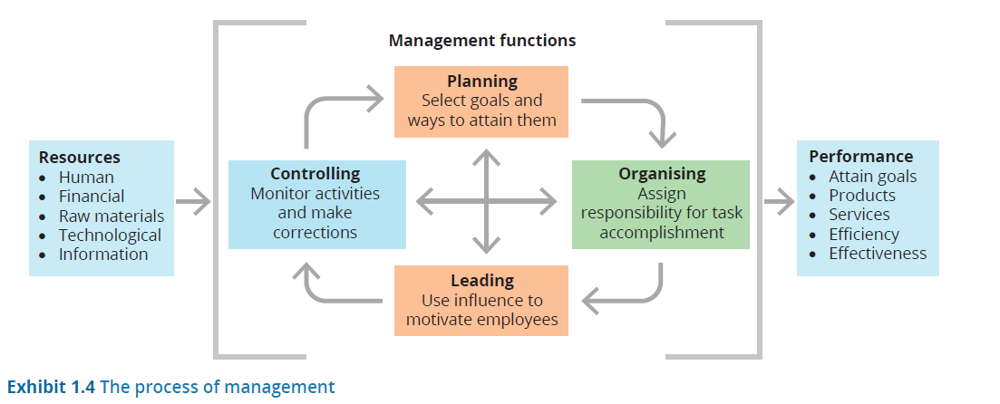 Management functions
Planning
Select goals and
ways to attain them
Resources
• Human
• Financial
• Raw materials
• Technological
• Information
Controlling
Monitor activities
and make
corrections
Organising
Assign
responsibility for task
accomplishment
Performance
• Attain goals
• Products
• Services
• Efficiency
• Effectiveness
Leading
Use influence to
motivate employees
Exhibit 1.4 The process of management